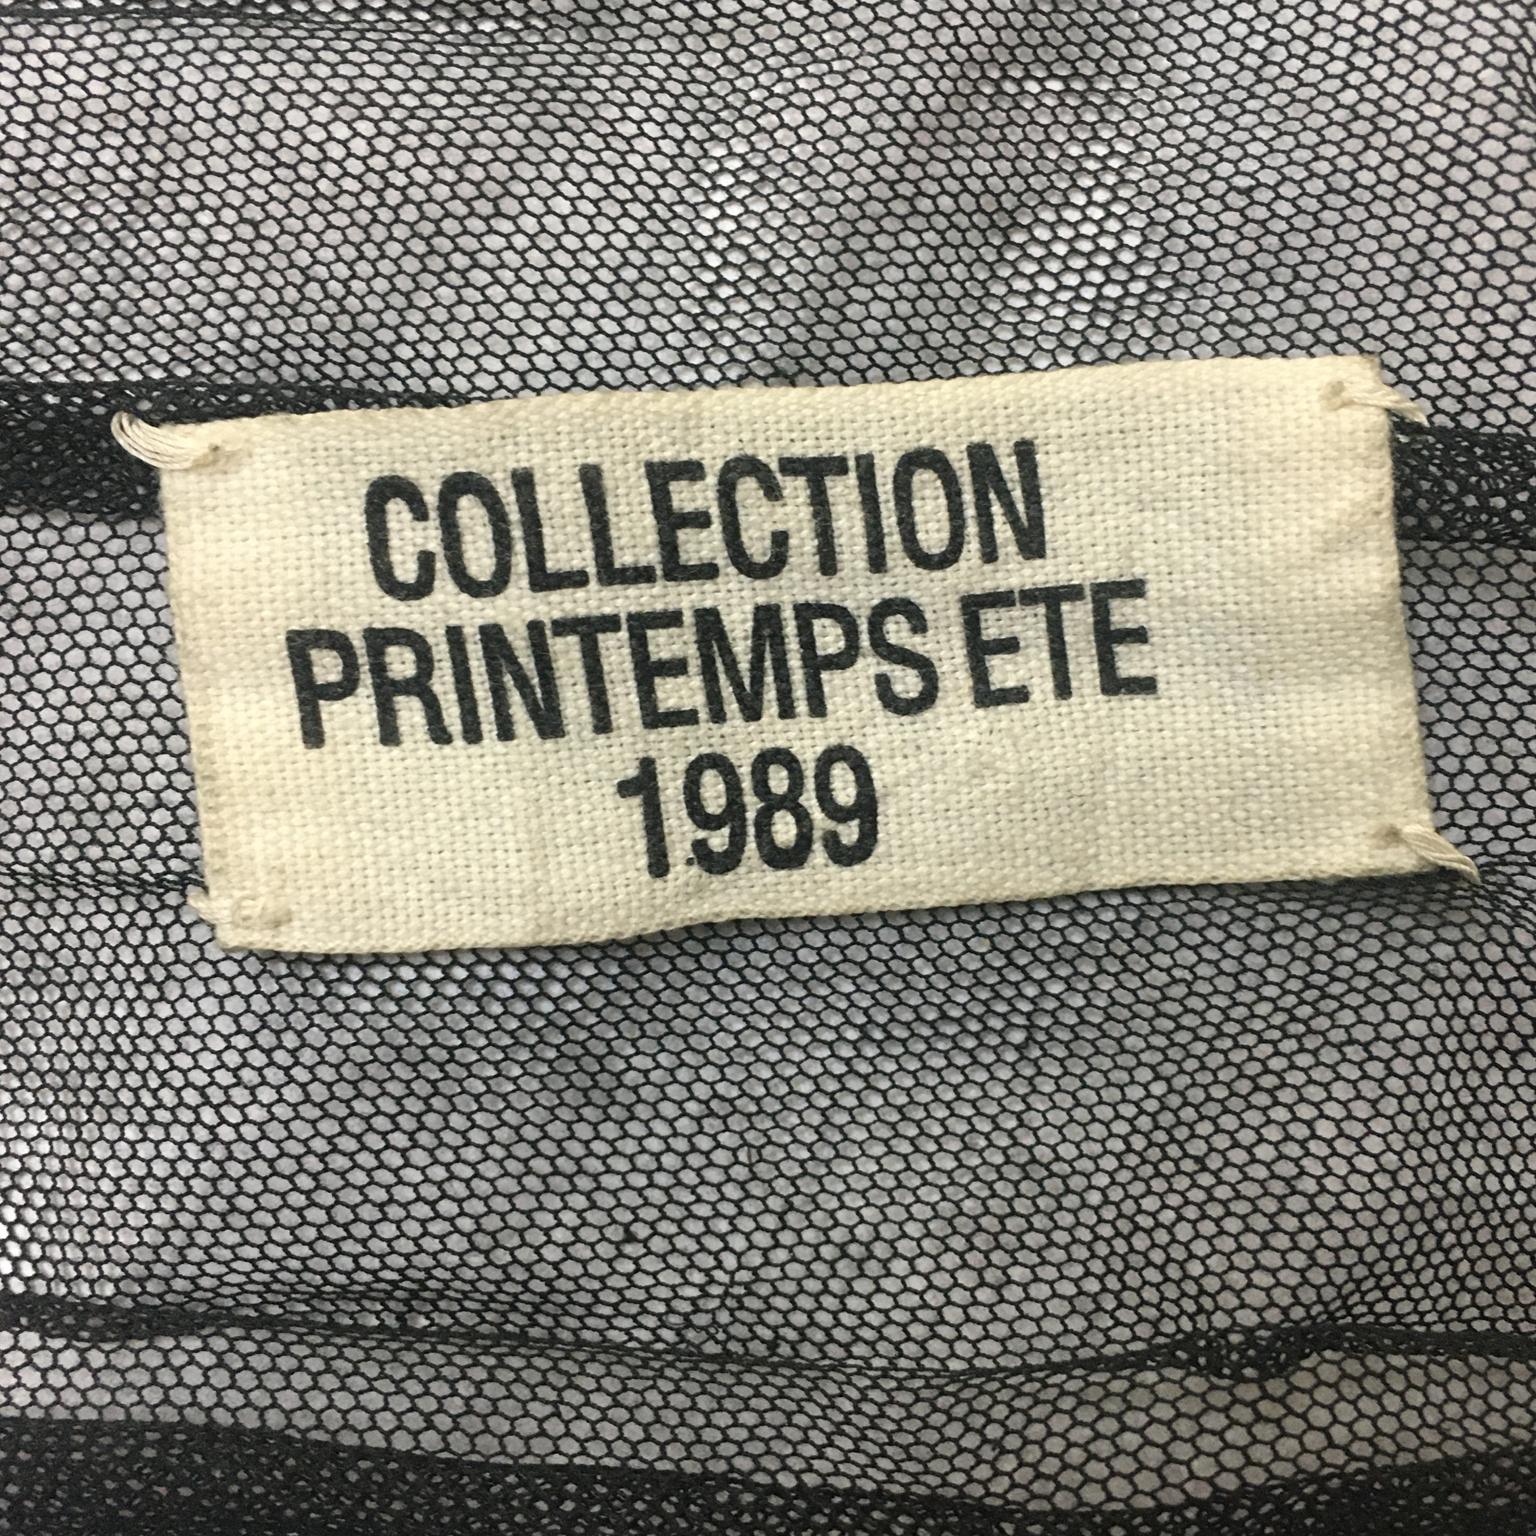 COLLECTION
PRINTEMPS ETE
1989